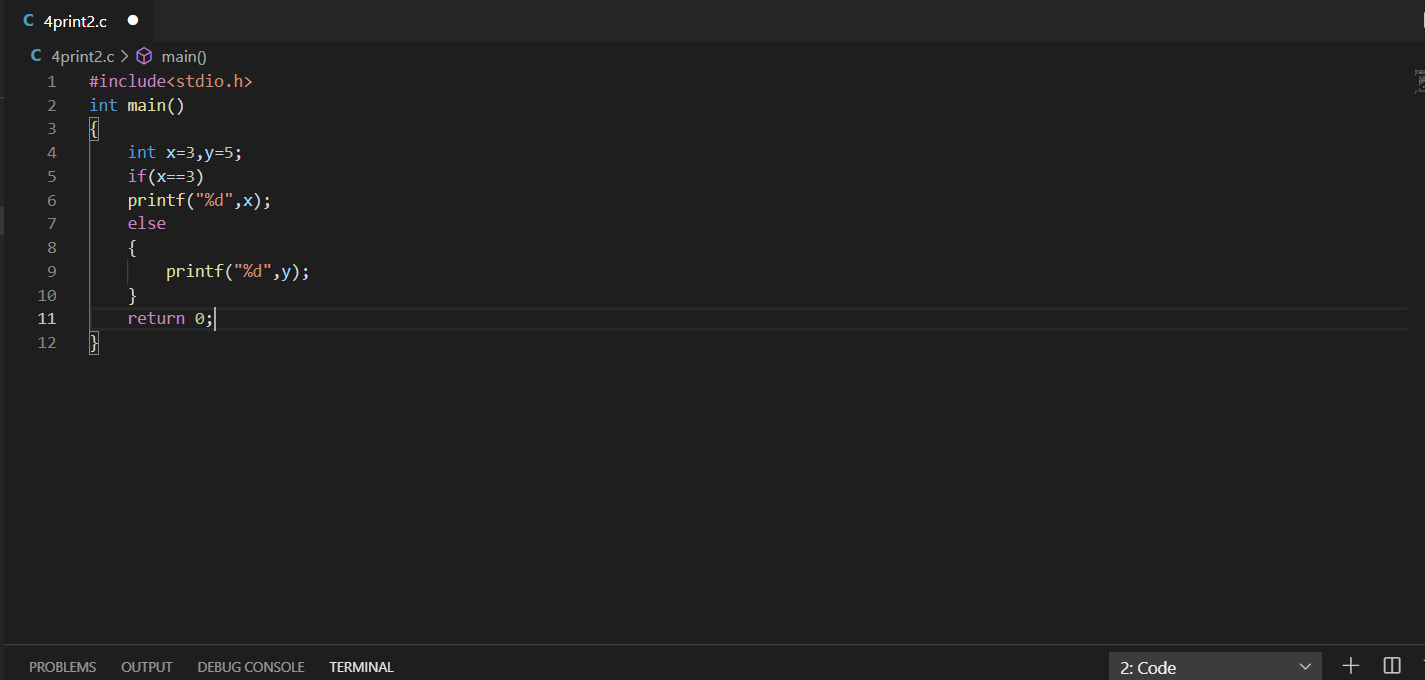 C 4print2.c
C 4print2.c > main()
1 #include<stdio.h>
2 int main()
3 {
4     int x=3,y=5;
5     if(x==3)
6     printf("%d",x);
7     else
8     {
9         printf("%d",y);
10     }
11     return 0;
12 }
PROBLEMS OUTPUT DEBUG CONSOLE TERMINAL 2: Code